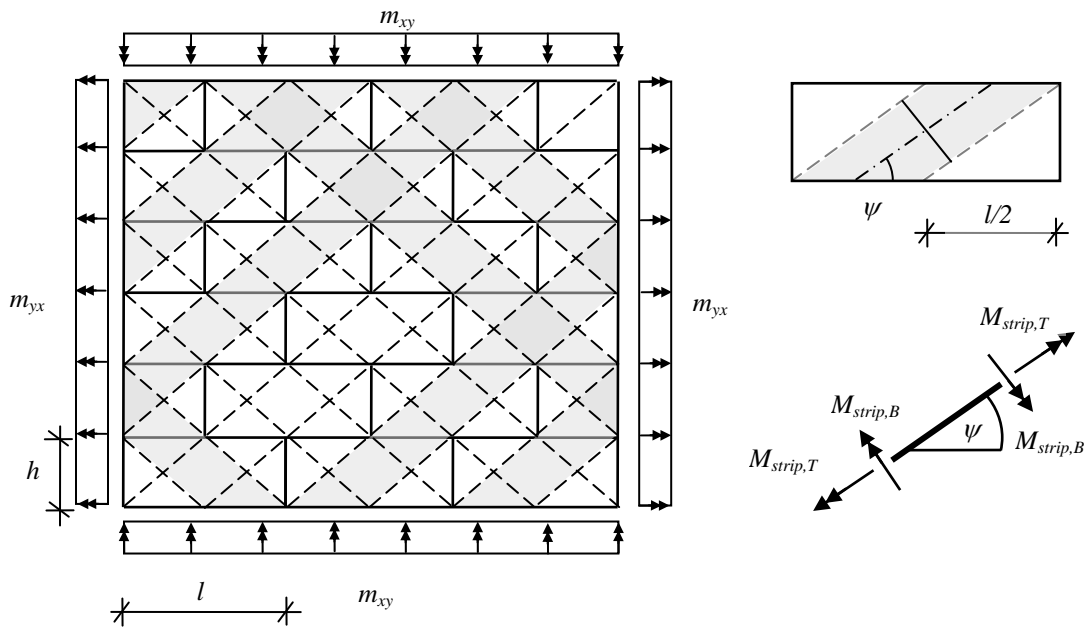 m_xy
ψ
l/2
m_yx
m_yx
M_strip,T
M_strip,B
ψ
M_strip,B
M_strip,T
h
l
m_xy